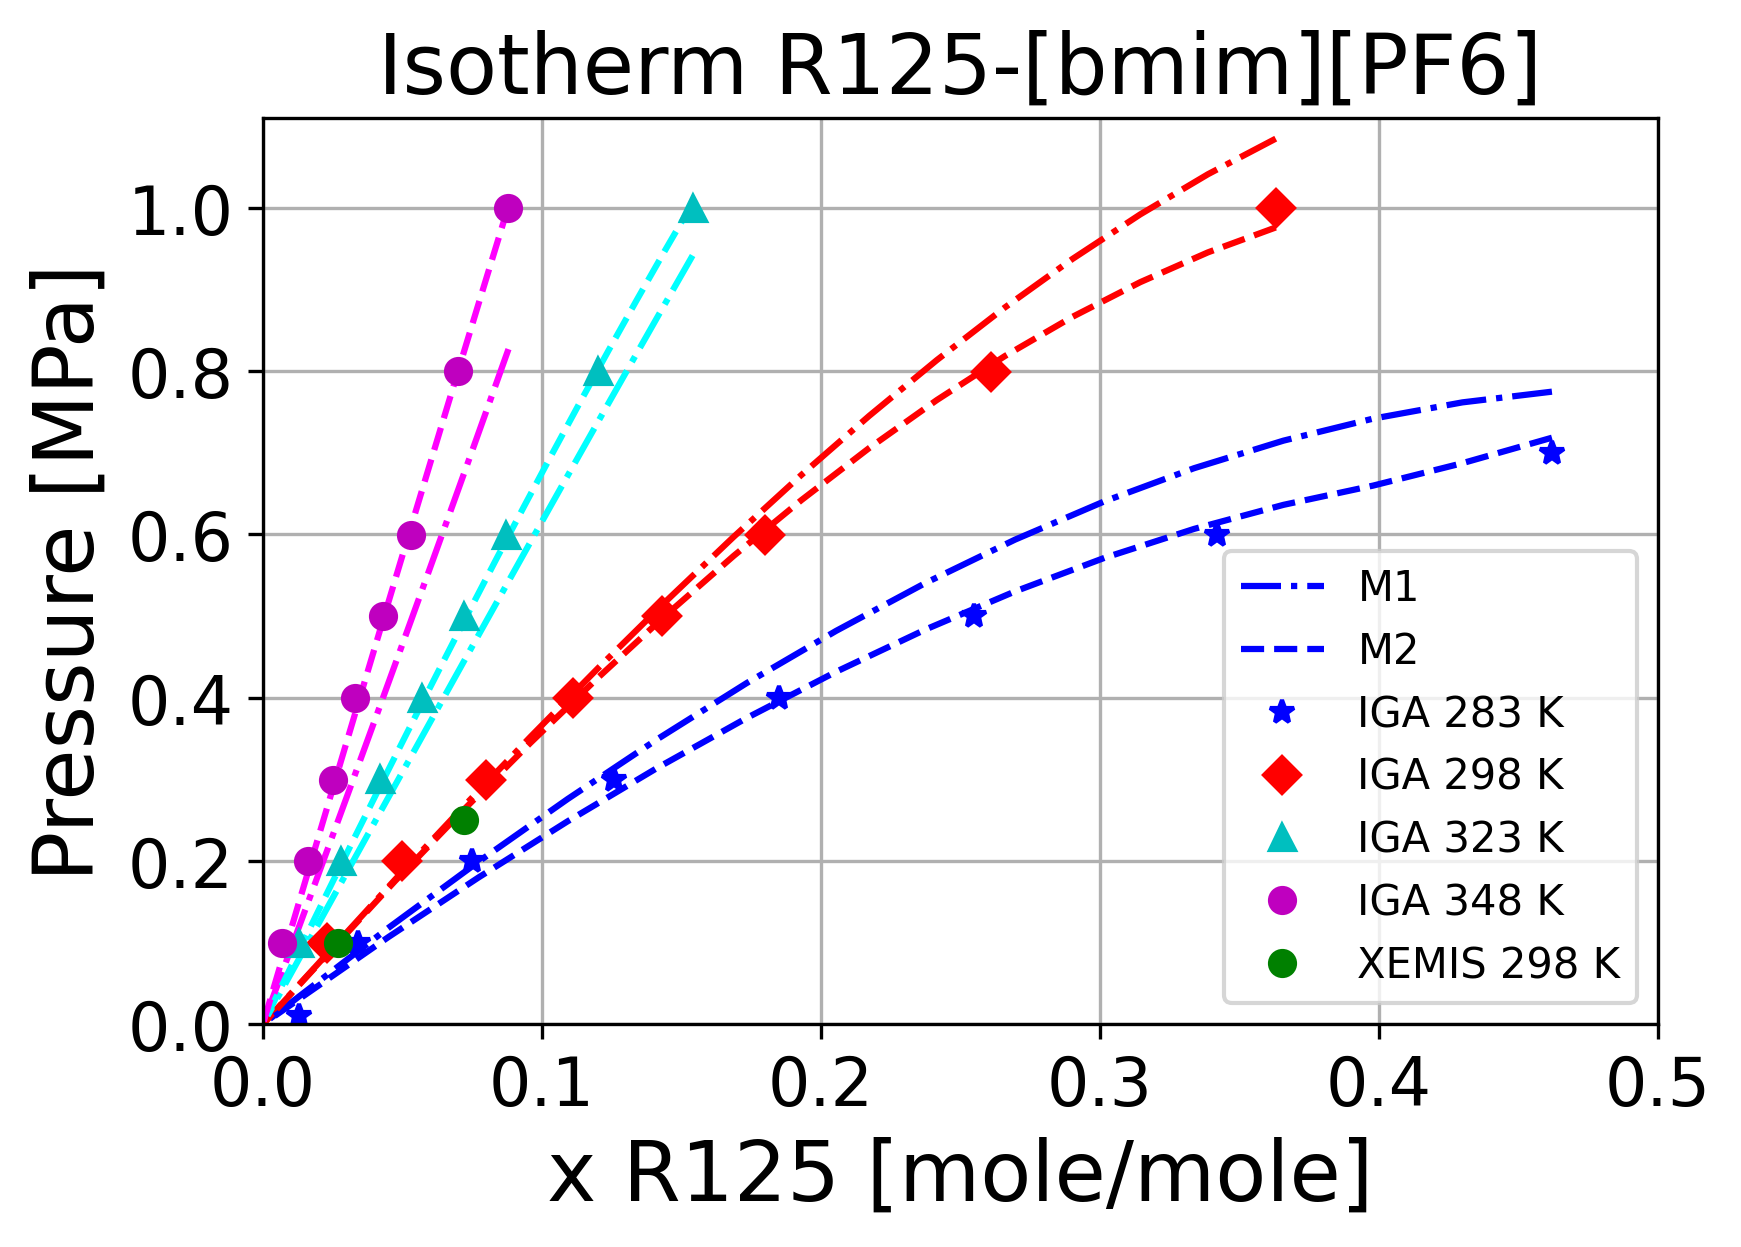 Isotherm R125-[bmim][PF6]
Pressure [MPa]
1.0
0.8
0.6
0.4
0.2
0.0
0.0 0.1 0.2 0.3 0.4 0.5
x R125 [mole/mole]
M1
M2
IGA 283 K
IGA 298 K
IGA 323 K
IGA 348 K
XEMIS 298 K